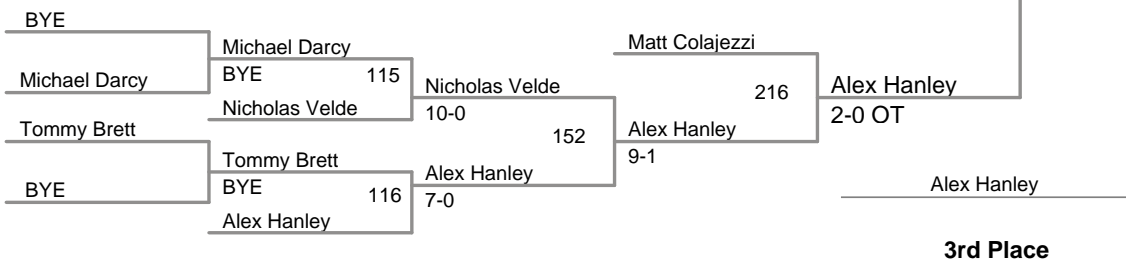 BYE
Michael Darcy
Michael Darcy
BYE
115
Nicholas Velde
Nicholas Velde
10-0
Tommy Brett
BYE
Tommy Brett
BYE
116
Alex Hanley
Alex Hanley
7-0
152
Alex Hanley
9-1
Matt Colajezzi
216
Alex Hanley
2-0 OT
Alex Hanley
3rd Place